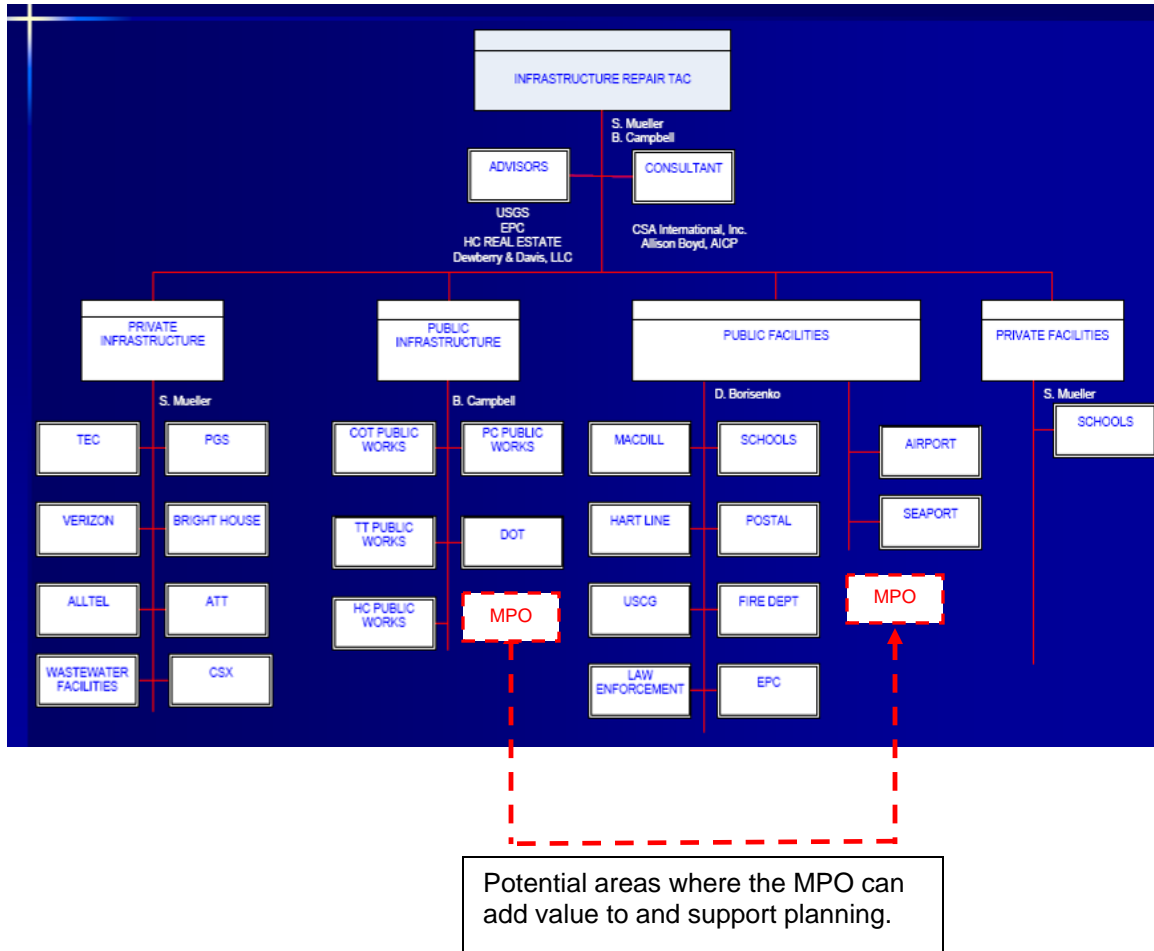 INFRASTRUCTURE REPAIR TAC
S. Mueller
B. Campbell
ADVISORS
CONSULTANT
USGS
EPC
HC REAL ESTATE
Dewberry & Davis, LLC
CSA International, Inc.
Allison Boyd, AICP
PRIVATE
INFRASTRUCTURE
PUBLIC
INFRASTRUCTURE
PUBLIC FACILITIES
PRIVATE FACILITIES
S. Mueller
B. Campbell
D. Borisenko
S. Mueller
TEC
PGS
VERIZON
BRIGHT HOUSE
ALLTEL
ATT
WASTEWATER
FACILITIES
CSX
COT PUBLIC
WORKS
PC PUBLIC
WORKS
TT PUBLIC
WORKS
DOT
HC PUBLIC
WORKS
MPO
MACDILL
SCHOOLS
HART LINE
POSTAL
USCG
FIRE DEPT
LAW
ENFORCEMENT
EPC
AIRPORT
SEAPORT
MPO
SCHOOLS
Potential areas where the MPO can
add value to and support planning.